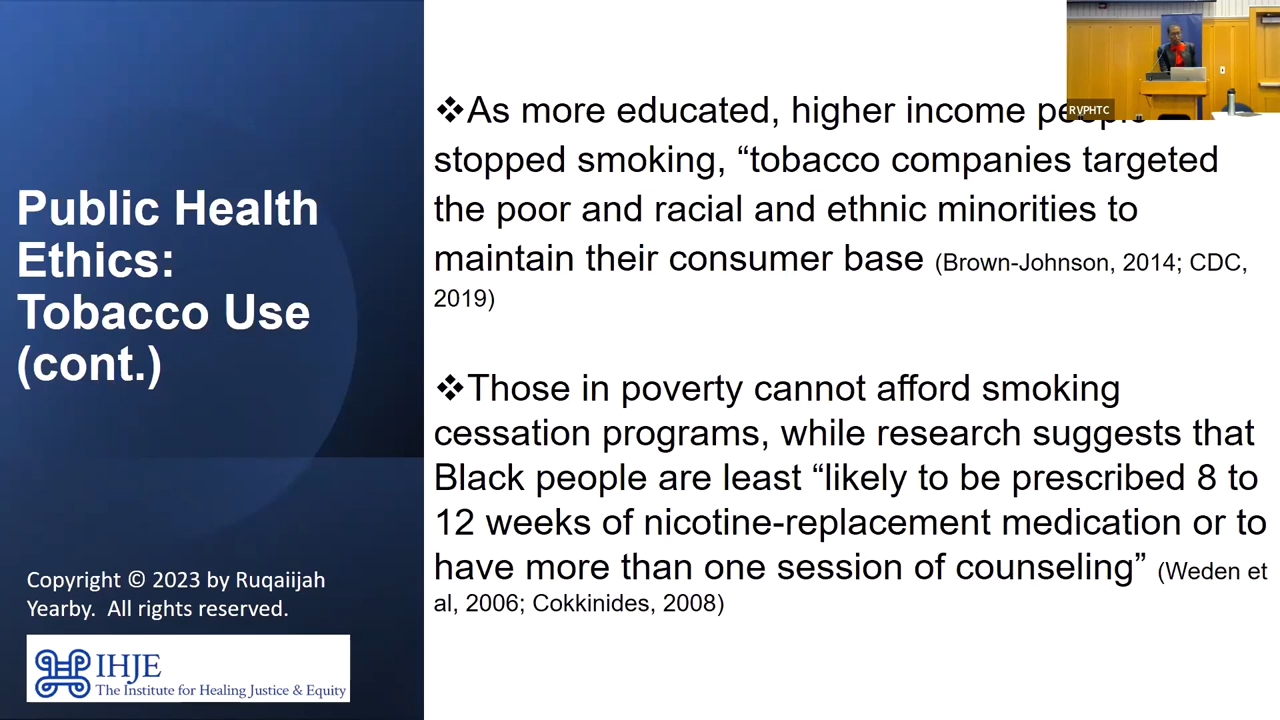 Public Health
Ethics:
Tobacco Use
(cont.)
Copyright © 2023 by Ruqaiijah
Yearby. All rights reserved.
IHJE
The Institute for Healing Justice & Equity
❖As more educated, higher income people
stopped smoking, “tobacco companies targeted
the poor and racial and ethnic minorities to
maintain their consumer base (Brown-Johnson, 2014; CDC,
2019)
❖Those in poverty cannot afford smoking
cessation programs, while research suggests that
Black people are least “likely to be prescribed 8 to
12 weeks of nicotine-replacement medication or to
have more than one session of counseling” (Weden et
al, 2006; Cokkinides, 2008)
RVPHTC